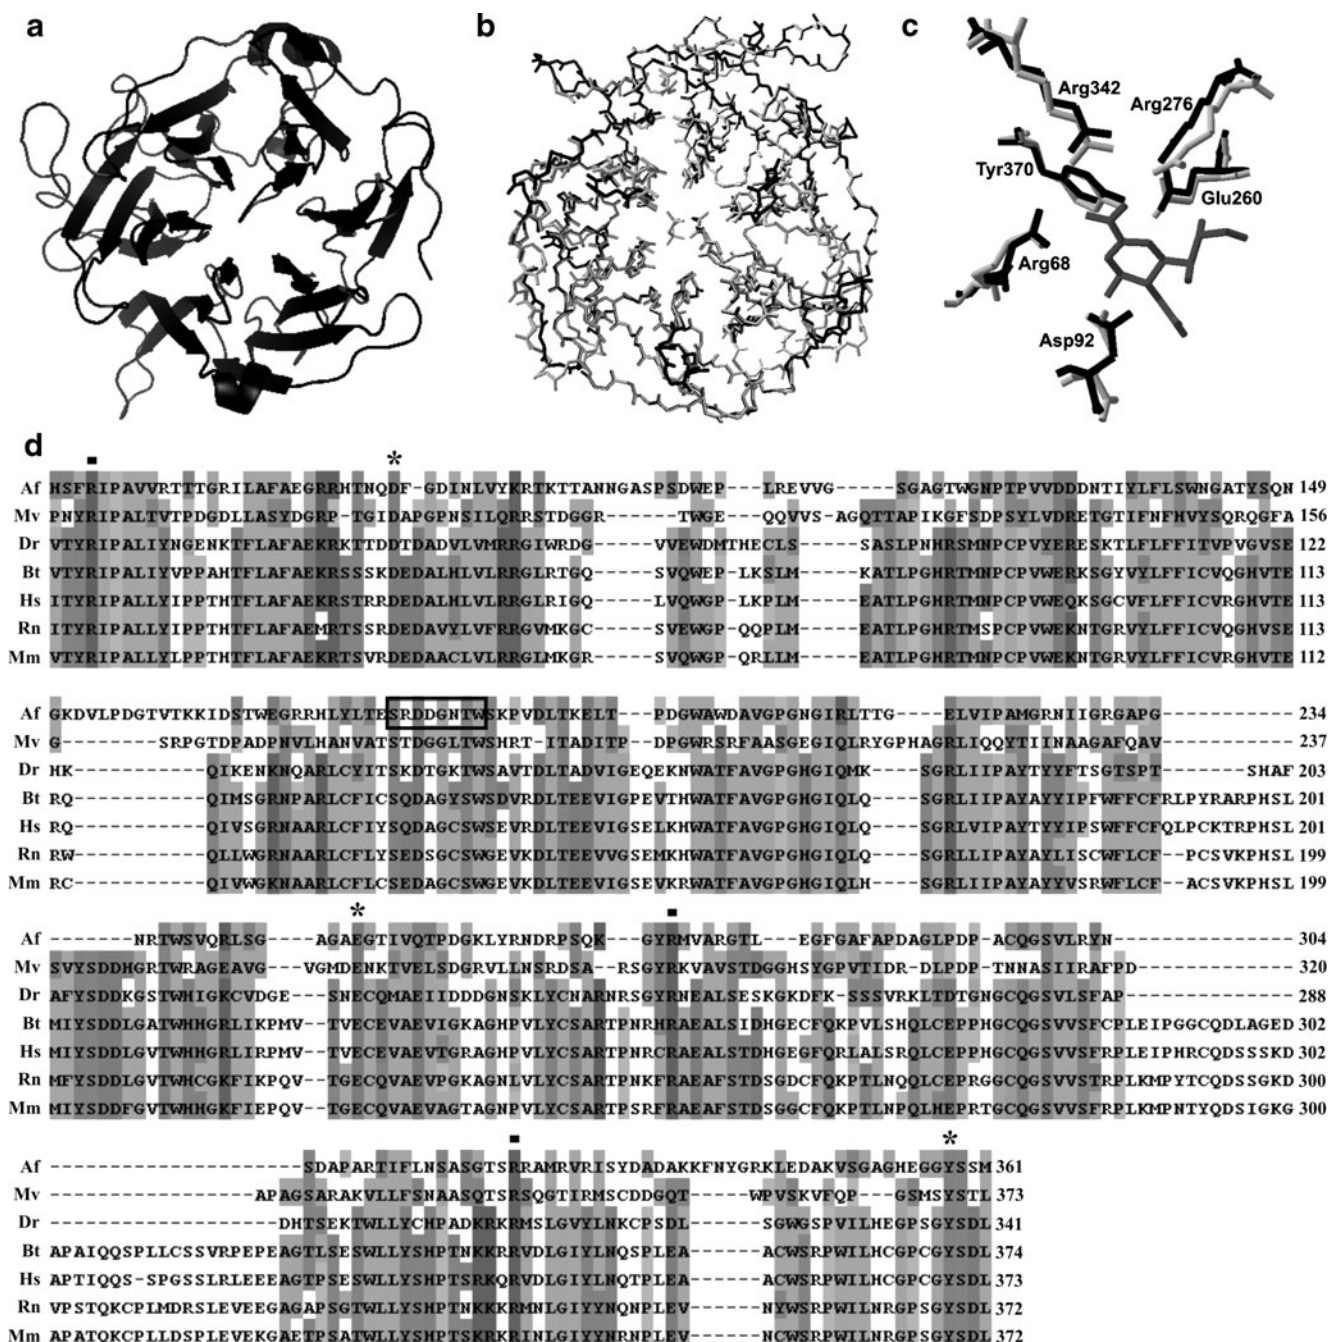 a
b
c
Arg342
Arg276
Tyr370
Glu260
Arg68
Asp92
d
*
Af HSFRIPAVVRTTTGRILAFAEGRRHTNQDF-GDINLVYKRTKTTANNGASPSDWEP---LREVVG-----SGAGTWGNPTPVVDDDNTIYLFLSWNGATYSQN 149
Mv PNYRIPALTVTPDGDLLASYDGRP-TGIDAPGPNSILQRRSTDGGR------TWGE---QQVVS-AGQTTAPIKGFSDPSYLVDRETGTIFNFHVYSQRQGFA 156
Dr VTYRIPALIYNGENKTFLAFAEKRKTTDDTDADVLVMRRGIWRDG-----VVEWDMTHECLS------SASLPNHRSMNPCPVYERESKTLFLFFITVPVGVSE 122
Bt VTYRIPALIYVPPAHTFLAFAEKRSSSKDEDALHLVLRRGLRTGQ-----SVQWEP-LKSLM------KATLPGHRTMNPCPVWERKSGYVYLFFICVQGHVTE 113
Hs ITYRIPALLYIPPTHTFLAFAEKRSTRRDEDALHLVLRRGLRIGQ-----LVQWGP-LKPLM------EATLPGHRTMNPCPVWEQKSGCVFLFFICVRGHVTE 113
Rn ITYRIPALLYIPPTHTFLAFAEMRTSSRDEDAVYLVFRRGVMKGC-----SVEWGP-QQPLM------EATLPGHRTMSPCPVWEKNTGRVYLFFICVQGHVSE 113
Mm VTYRIPALLYLPPTHTFLAFAEKRTSVRDEDAACLVLRRGLMKGR-----SVQWGP-QRLLM------EATLPGHRTMNPCPVWEKNTGRVYLFFICVRGHVTE 112
Af GKDVLPDGTVTKKIDSTWEGRRHLYLTESRDDGNTWSKPVDLTKELT---PDGWAWDAVGPGNGIRLTTG-----ELVIPAMGRNIIGRGAPG----------- 234
Mv G--------SRPGTDPADPNVLHANVATSTDGGLTWSHRT-ITADITP--DPGWRSRFAASGEGIQLRYGPHAGRLIQQYTIINAAGAFQAV----------- 237
Dr HK-----------QIKENKNQARLCYITSKDTGKTWSAVTDLTADVIGEQEKNWATFAVGPGHGIQMK----SGRLIIPAYTYYFTSGTSPT-------SHAF 203
Bt RQ-----------QIMSGRNPARLCFICSQDAGYSWSDVRDLTEEVIGPEVTHWATFAVGPGHGIQLQ----SGRLIIPAYAYYIPFWFFCFRLPYRARPHSL 201
Hs RQ-----------QIVSGRNAARLCFIYSQDAGCSWSEVRDLTEEVIGSELKHWATFAVGPGHGIQLQ----SGRLVIPAYTYYIPSWFFCFQLPCKTRPHSL 201
Rn RW-----------QLLWGRNAARLCFLYSEDSGCSWGEVKDLTEEVVGSEMKHWATFAVGPGHGIQLQ----SGRLLIPAYAYLISCWFLCF--PCSVKPHSL 199
Mm RC-----------QIVWGKNAARLCFLCSEDAGCSWGEVKDLTEEVIGSEVKRWATFAVGPGHGIQLH----SGRLIIPAYAYYVSRWFLCF--ACSVKPHSL 199
*
Af -------NRTWSVQRLSG----AGAEGTIVQTPDGKLYRNDRPSQK----GYRMVARGTL---EGFGAFAPDAGLPDP-ACQGSVLRYN--------------- 304
Mv SVYSDDHGRTWRAGEAVG---VGMDENKTVELSDGRVLLNSRDSA---RSGYRKVAVSTDGGHSYGPVTIDR-DLPDP-TNNASIIRAFPD------------- 320
Dr AFYSDDKGSTWHIGKCVDGE---SNECQMAEIIDDDGNSKLYCNARNRSGYRNEALSESKGKDFK-SSSVRKLTDTGNGCQGSVLSFAP-------------- 288
Bt MIYSDDLGATWHHGRLIKPMV--TVECEVAEVIGKAGHPVLYCSARTPNRHRAEALSIDHGECFQKPVLSHQLCEPPHGCQGSVVSFCPLEIPGGCQDLAGED 302
Hs MIYSDDLGVTWHHGRLIRPMV--TVECEVAEVTGRAGHPVLYCSARTPNRCRAEALSTDHGEGFQRLALSRQLCEPPHGCQGSVVSFRPLEIPHRCQDSSSKD 302
Rn MFYSDDLGVTWHCGKFIKPQV--TGECQVAEVPGKAGNLVLYCSARTPNKFRAEAFSTDSGDCFQKPTLNQQLCEPRGGCQGSVVSTRPLKMPYTCQDSSGKD 300
Mm MIYSDDFGVTWHHGKFIEPQV--TGECQVAEVAGTAGNPVLYCSARTPSRFRAEAFSTDSGGCFQKPTLNPQLHEPRTGCQGSVVSFRPLKMPNTYQDSIGKG 300
*
Af ---------------------SDAPARTIFLNSASGTSRRAMRVRISYDADAKKFNYGRKLEDAKVSGAGHEGGYSSM 361
Mv -----------------APAGSARAKVLLFSNAASQTSRSQGTIRMSCDDGQT------WPVSKVFQP---GSMSYSTL 373
Dr -------------------DHTSEKTWLLYCHPADKRKRMSLGVYLNKCPSDL------SGWGSPVILHEGPSGYSDL 341
Bt APAIQQSPLLCSSVRPEPEAGTLSESWLLYSHPTNKKRRVDLGIYLNQSPLEA------ACWSRPWILHCGPCGYSDL 374
Hs APTIQQS-SPGSSLRLEEEAGTPSESWLLYSHPTSRKQRVDLGIYLNQTPLEA------ACWSRPWILHCGPCGYSDL 373
Rn VPSTQKCPLMDRSLEVEEGAGAPSGTWLLYSHPTNKKKRMNLGIYYNQNPLEV------NYWSRPWILNRGPSGYSDL 372
Mm APATQKCPLLDSPLEVEKGAETPSATWLLYSHPTSKRKRINLGIYYNRNPLEV------NCWSRPWILNRGPSGYSDL 372